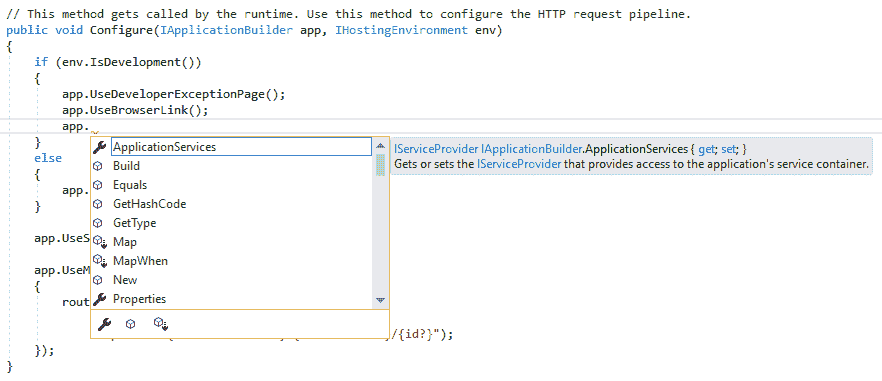 // This method gets called by the runtime. Use this method to configure the HTTP request pipeline.
public void Configure(IApplicationBuilder app, IHostingEnvironment env)
{
if (env.IsDevelopment())
{
app.UseDeveloperExceptionPage();
app.UseBrowserLink();
app.
}
else
{
app.
}
app.UseS
app.UseM
{
rout
/{id?}");
});
}
ApplicationServices
Build
Equals
GetHashCode
GetType
Map
MapWhen
New
Properties
IServiceProvider IApplicationBuilder.ApplicationServices { get; set; }
Gets or sets the IServiceProvider that provides access to the application's service container.